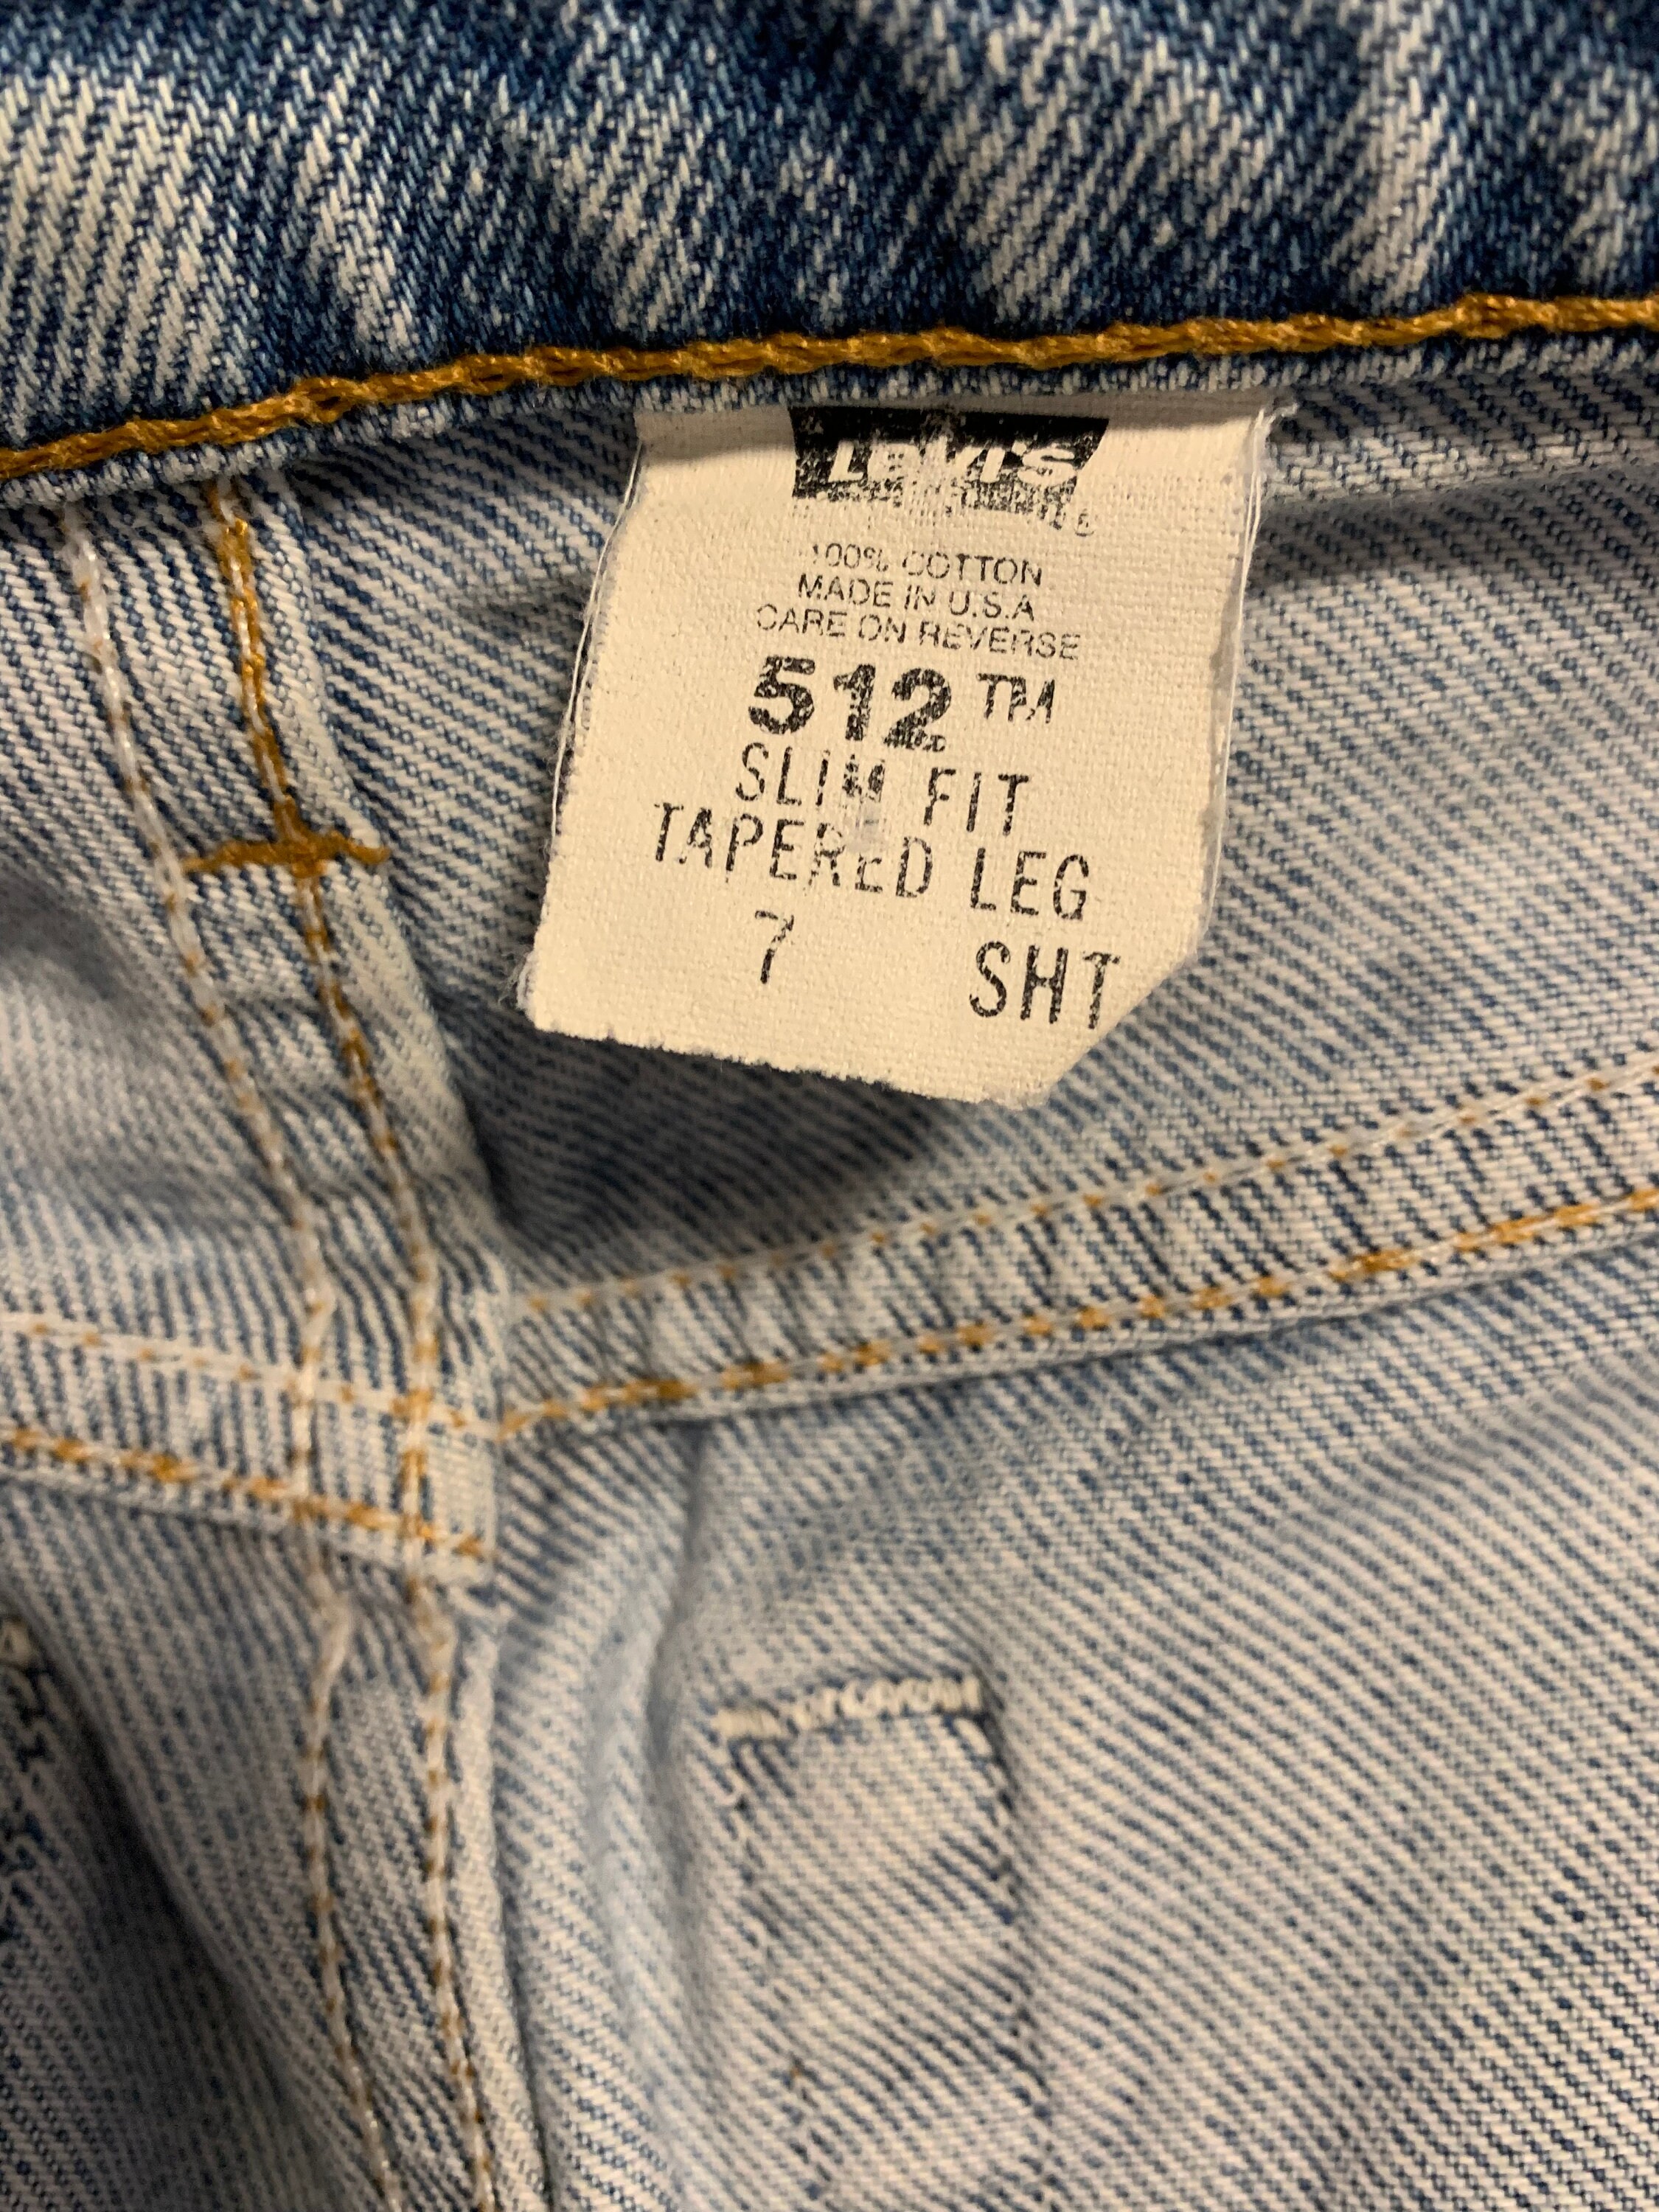 LEVI'S
100% COTTON
MADE IN U.S.A
CARE ON REVERSE
512™
SLIM FIT
TAPERED LEG
7 SHT